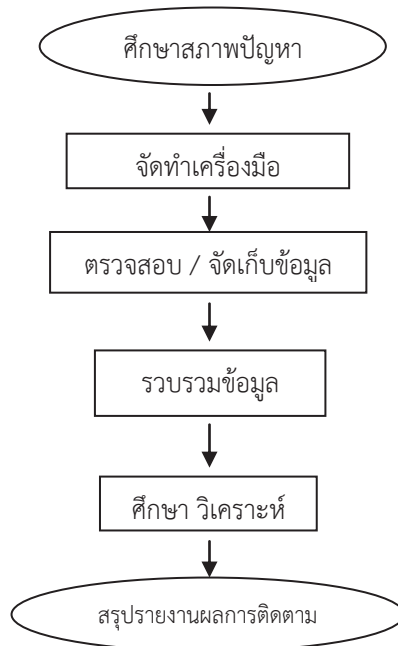 ศึกษาสภาพปัญหา
จัดทำเครื่องมือ
ตรวจสอบ / จัดเก็บข้อมูล
รวบรวมข้อมูล
ศึกษา วิเคราะห์
สรุปรายงานผลการติดตาม